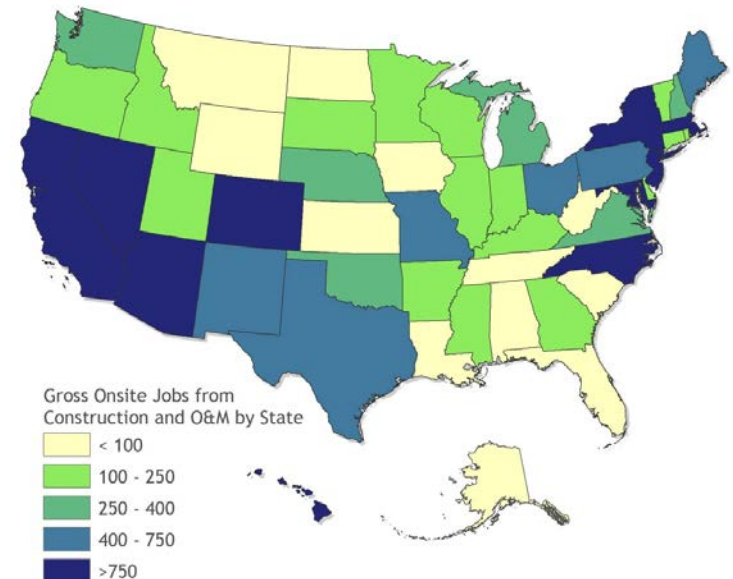 Gross Onsite Jobs from
Construction and O&M by State
< 100
100 - 250
250 - 400
400 - 750
>750